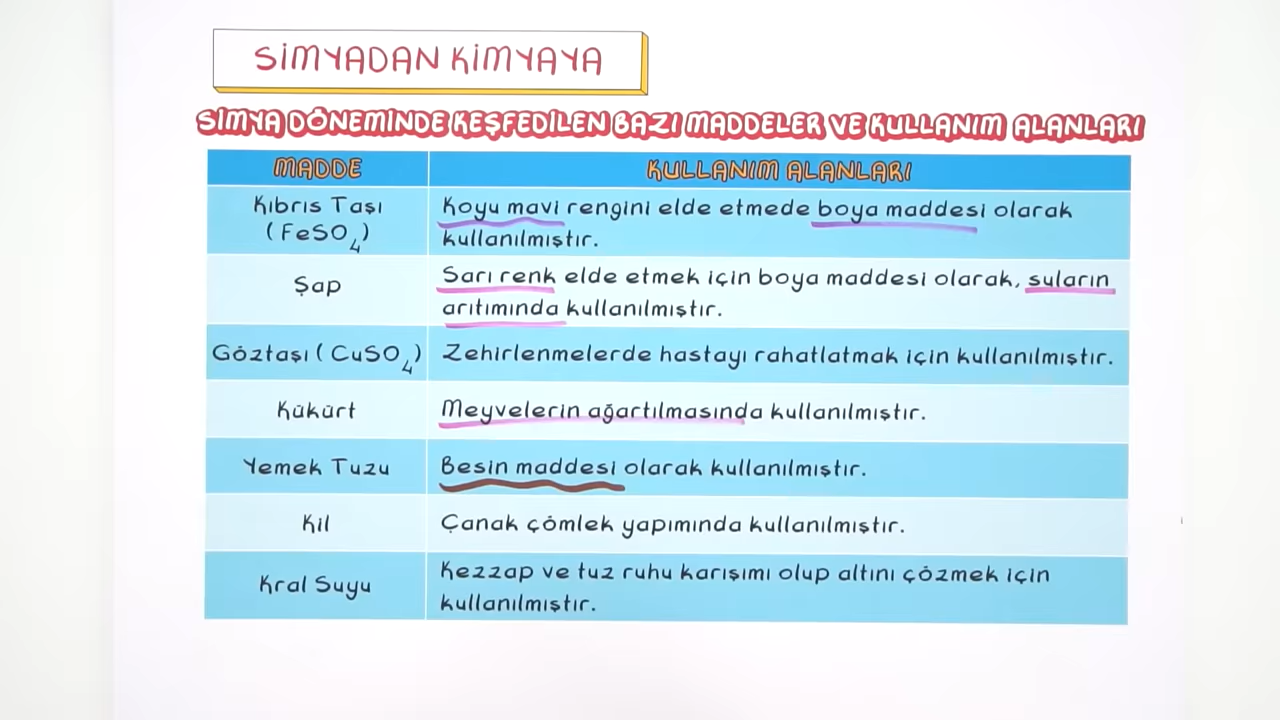 SİMYADAN KİMYAYA
SİMYA DÖNEMİNDE KEŞFEDİLEN BAZI MADDELER VE KULLANIM ALANLARI
MADDE KULLANIM ALANLARI
Kıbrıs Taşı
(FeSO4)
Koyu mavi rengini elde etmede boya maddesi olarak
kullanılmıştır.
Şap
Sarı renk elde etmek için boya maddesi olarak, suların
arıtımında kullanılmıştır.
Göztaşı (CuSO4) Zehirlenmelerde hastayı rahatlatmak için kullanılmıştır.
Kükürt Meyvelerin ağartılmasında kullanılmıştır.
Yemek Tuzu Besin maddesi olarak kullanılmıştır.
Kil Çanak çömlek yapımında kullanılmıştır.
Kral Suyu
Kezzap ve tuz ruhu karışımı olup altını çözmek için
kullanılmıştır.